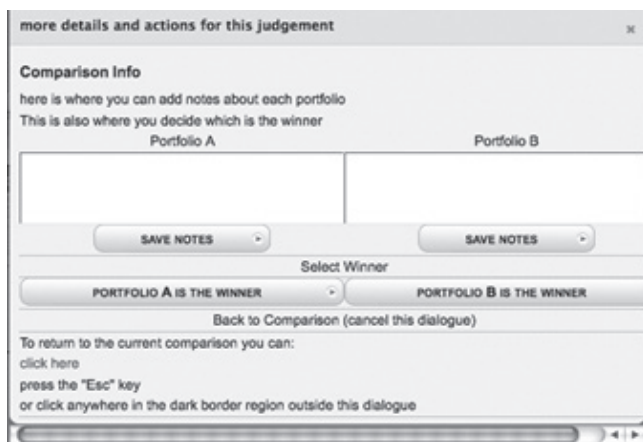 more details and actions for this judgement
Comparison Info
here is where you can add notes about each portfolio
This is also where you decide which is the winner
Portfolio A Portfolio B
SAVE NOTES SAVE NOTES
Select Winner
PORTFOLIO A IS THE WINNER PORTFOLIO B IS THE WINNER
Back to Comparison (cancel this dialogue)
To return to the current comparison you can:
click here
press the "Esc" key
or click anywhere in the dark border region outside this dialogue